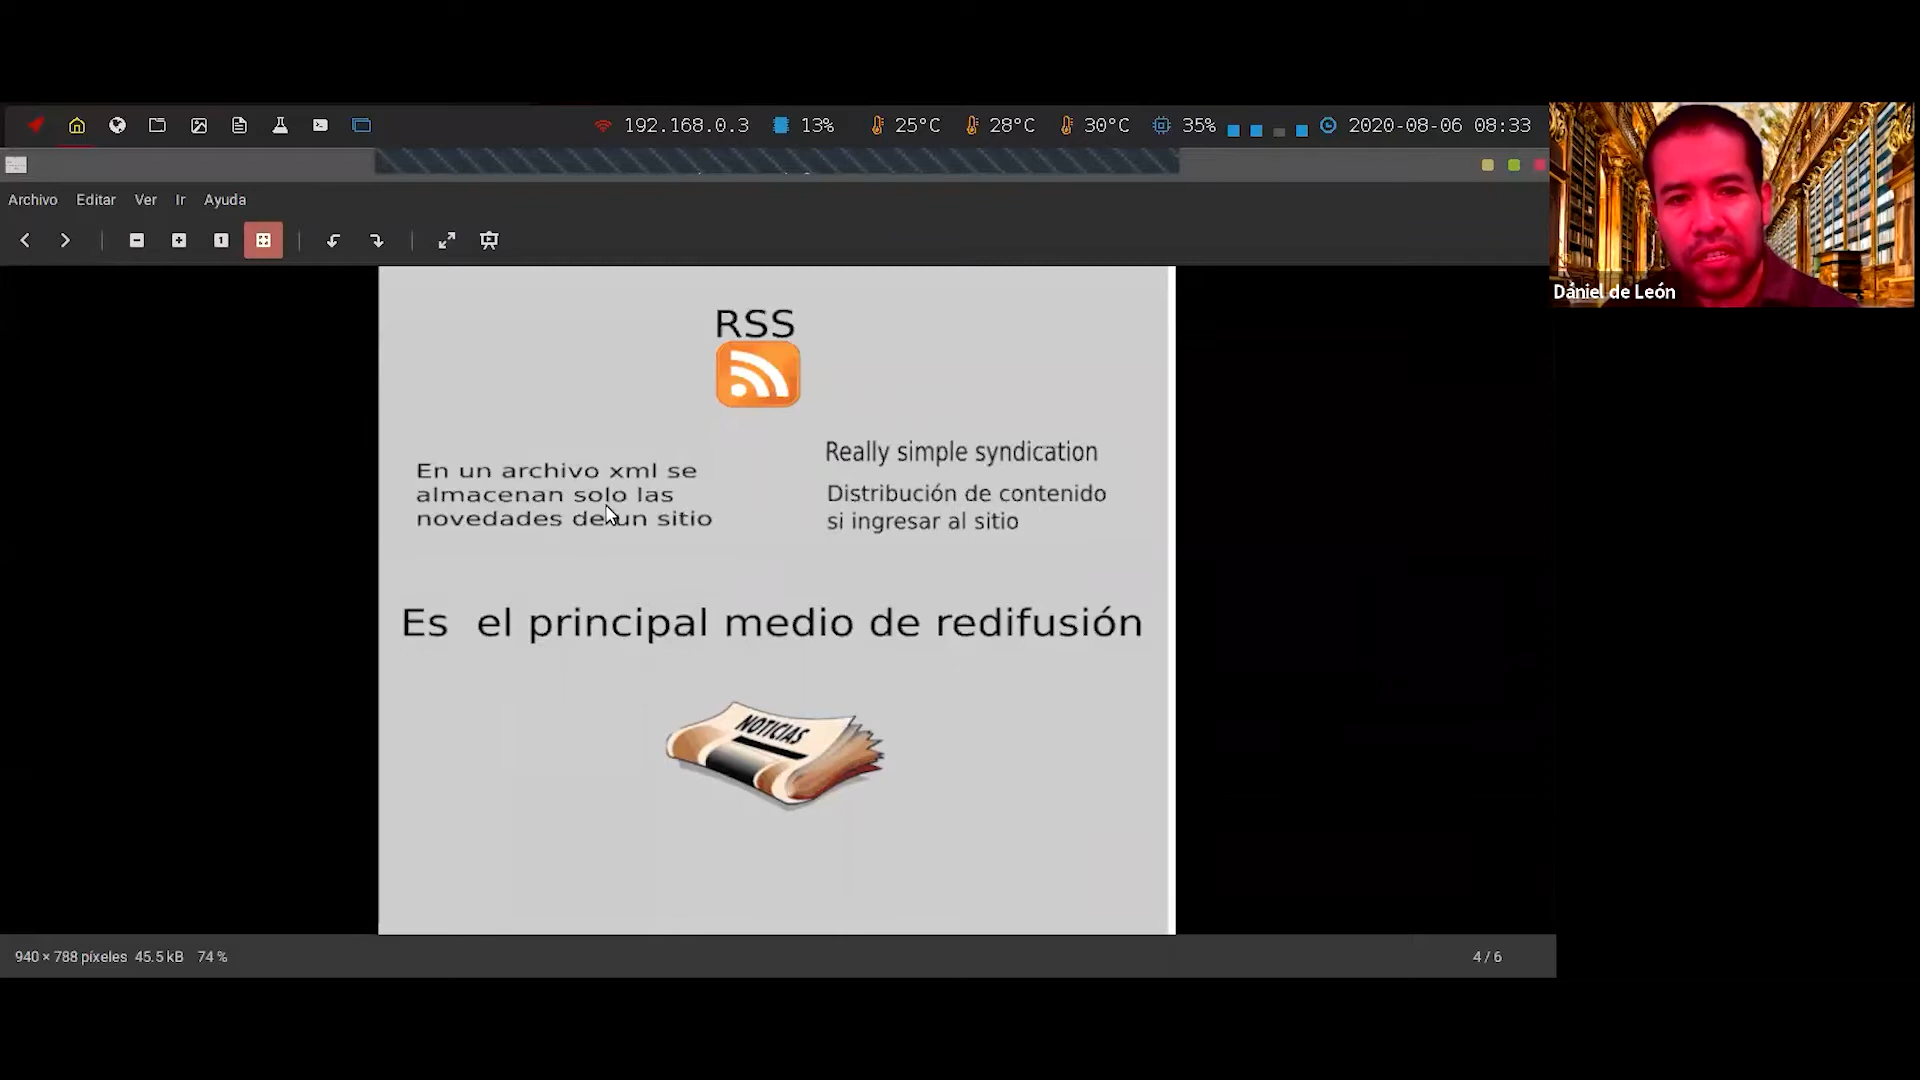 192.168.0.3 13% 25°C 28°C 30°C 35% 2020-08-06 08:33
Archivo Editar Ver Ir Ayuda
1
Dániel de León
RSS
En un archivo xml se
almacenan solo las
novedades de un sitio
Really simple syndication
Distribución de contenido
si ingresar al sitio
Es el principal medio de redifusión
NOTICIAS
940 × 788 píxeles 45.5 kB 74 %
4 / 6